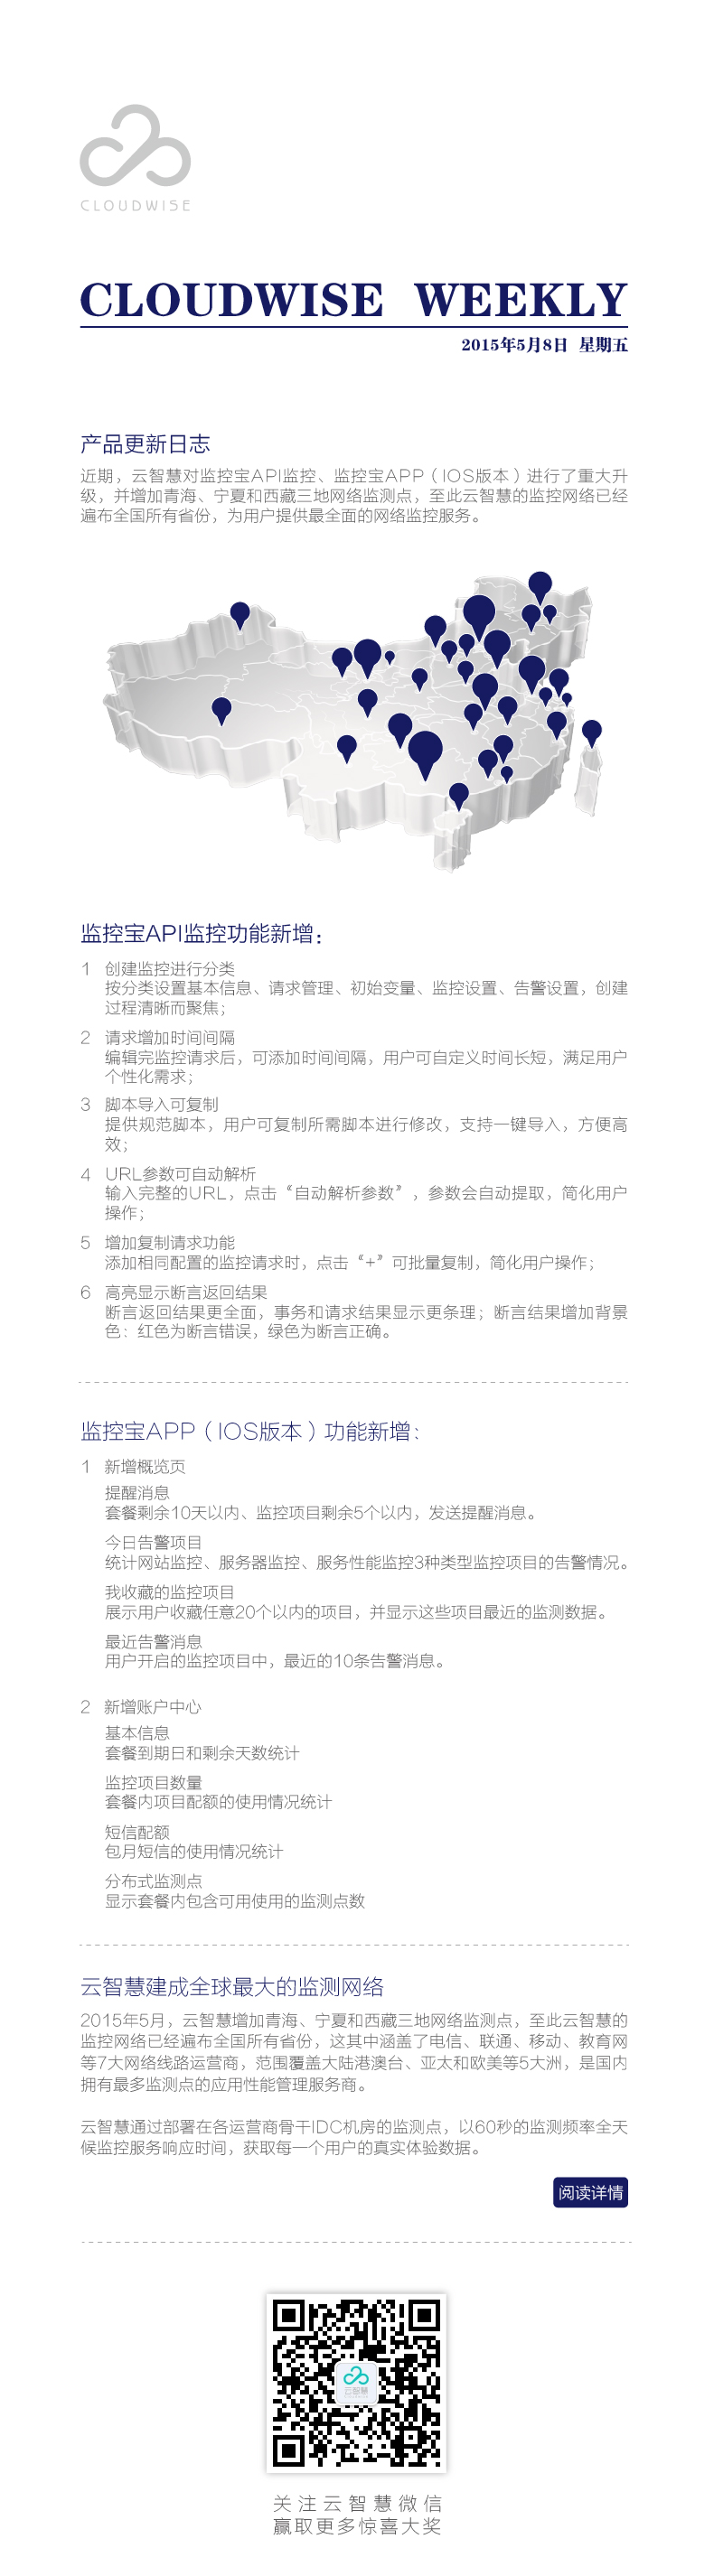 CLOUDWISE
CLOUDWISE WEEKLY
2015年5月8日 星期五
产品更新日志
近期，云智慧对监控宝API监控、监控宝APP（IOS版本）进行了重大升
级，并增加青海、宁夏和西藏三地网络监测点，至此云智慧的监控网络已经
遍布全国所有省份，为用户提供最全面的网络监控服务。
监控宝API监控功能新增：
1 创建监控进行分类
按分类设置基本信息、请求管理、初始变量、监控设置、告警设置，创建
过程清晰而聚焦；
2 请求增加时间间隔
编辑完监控请求后，可添加时间间隔，用户可自定义时间长短，满足用户
个性化需求；
3 脚本导入可复制
提供规范脚本，用户可复制所需脚本进行修改，支持一键导入，方便高
效；
4 URL参数可自动解析
输入完整的URL，点击“自动解析参数”，参数会自动提取，简化用户
操作；
5 增加复制请求功能
添加相同配置的监控请求时，点击“+”可批量复制，简化用户操作；
6 高亮显示断言返回结果
断言返回结果更全面，事务和请求结果显示更条理；断言结果增加背景
色：红色为断言错误，绿色为断言正确。
监控宝APP（IOS版本）功能新增：
1 新增概览页
提醒消息
套餐剩余10天以内、监控项目剩余5个以内，发送提醒消息。
今日告警项目
统计网站监控、服务器监控、服务性能监控3种类型监控项目的告警情况。
我收藏的监控项目
展示用户收藏任意20个以内的项目，并显示这些项目最近的监测数据。
最近告警消息
用户开启的监控项目中，最近的10条告警消息。
2 新增账户中心
基本信息
套餐到期日和剩余天数统计
监控项目数量
套餐内项目配额的使用情况统计
短信配额
包月短信的使用情况统计
分布式监测点
显示套餐内包含可用使用的监测点数
云智慧建成全球最大的监测网络
2015年5月，云智慧增加青海、宁夏和西藏三地网络监测点，至此云智慧的
监控网络已经遍布全国所有省份，这其中涵盖了电信、联通、移动、教育网
等7大网络线路运营商，范围覆盖大陆港澳台、亚太和欧美等5大洲，是国内
拥有最多监测点的应用性能管理服务商。
云智慧通过部署在各运营商骨干IDC机房的监测点，以60秒的监测频率全天
候监控服务响应时间，获取每一个用户的真实体验数据。
阅读详情
云智慧
关注云智慧微信
赢取更多惊喜大奖